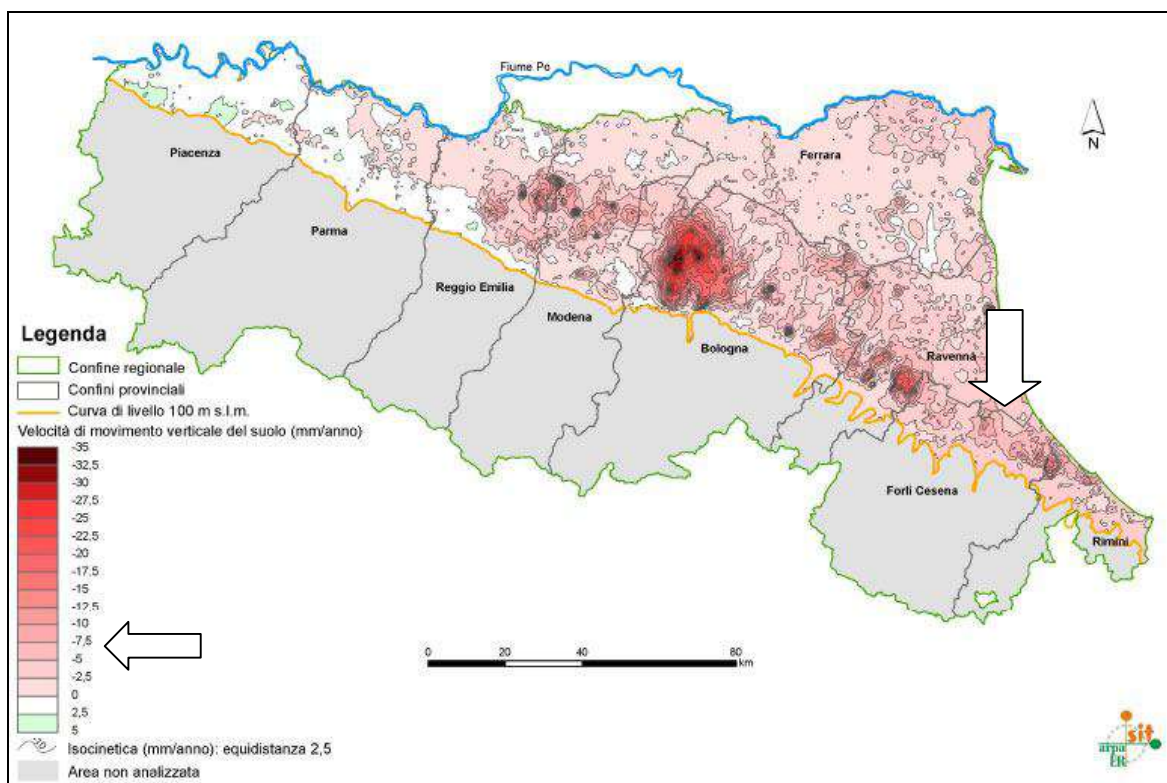 Fiume Po
N
Piacenza
Ferrara
Parma
Reggio Emilia
Modena
Bologna
Ravenna
Forlì Cesena
Rimini
Legenda
Confine regionale
Confini provinciali
Curva di livello 100 m s.l.m.
Velocità di movimento verticale del suolo (mm/anno)
-35
-32,5
-30
-27,5
-25
-22,5
-20
-17,5
-15
-12,5
-10
-7,5
-5
-2,5
0
2,5
5
Isocinetica (mm/anno): equidistanza 2,5
Area non analizzata
0 20 40 80
km
sit
arpa
ER